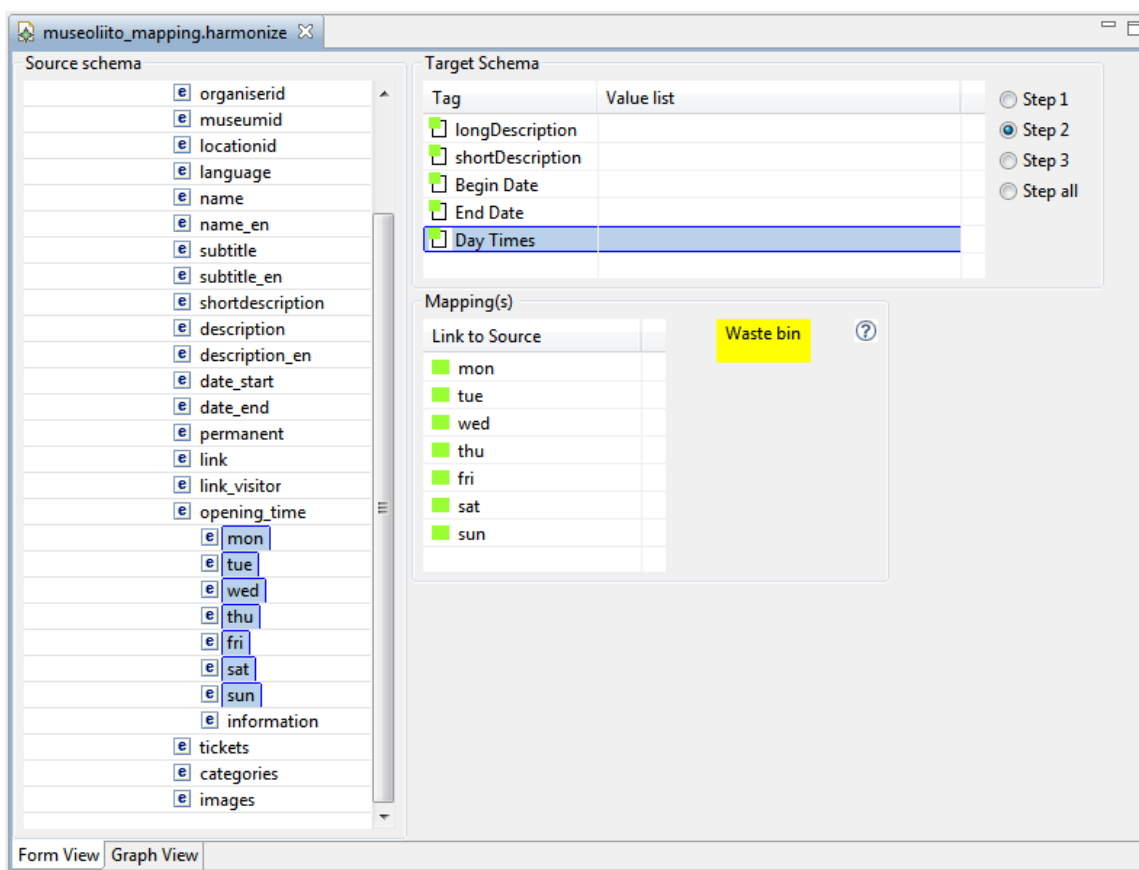 museoliito_mapping.harmonize
Source schema
organiserid
museumid
locationid
language
name
name_en
subtitle
subtitle_en
shortdescription
description
description_en
date_start
date_end
permanent
link
link_visitor
opening_time
mon
tue
wed
thu
fri
sat
sun
information
tickets
categories
images
Target Schema
Tag Value list
longDescription
shortDescription
Begin Date
End Date
Day Times
Step 1
Step 2
Step 3
Step all
Mapping(s)
Link to Source
mon
tue
wed
thu
fri
sat
sun
Waste bin
Form View Graph View